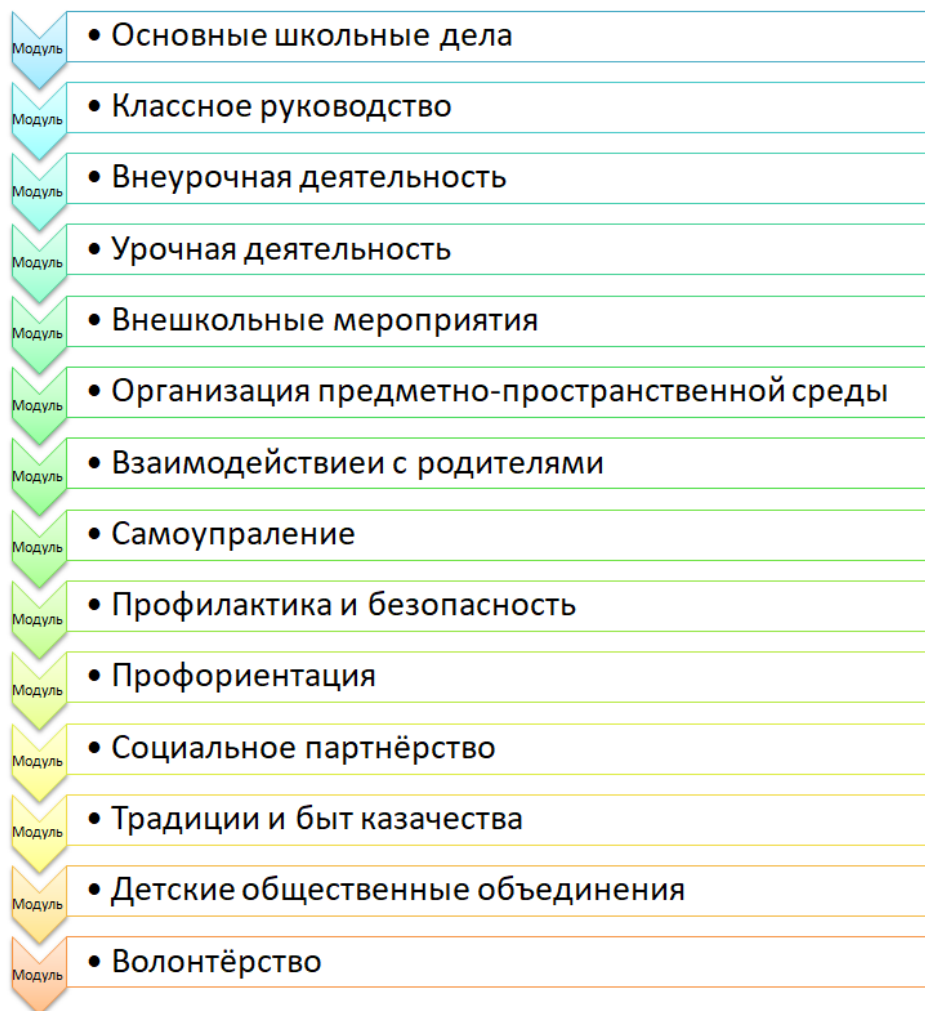 Модуль • Основные школьные дела
Модуль • Классное руководство
Модуль • Внеурочная деятельность
Модуль • Урочная деятельность
Модуль • Внешкольные мероприятия
Модуль • Организация предметно-пространственной среды
Модуль • Взаимодействиеи с родителями
Модуль • Самоупраление
Модуль • Профилактика и безопасность
Модуль • Профориентация
Модуль • Социальное партнёрство
Модуль • Традиции и быт казачества
Модуль • Детские общественные объединения
Модуль • Волонтёрство